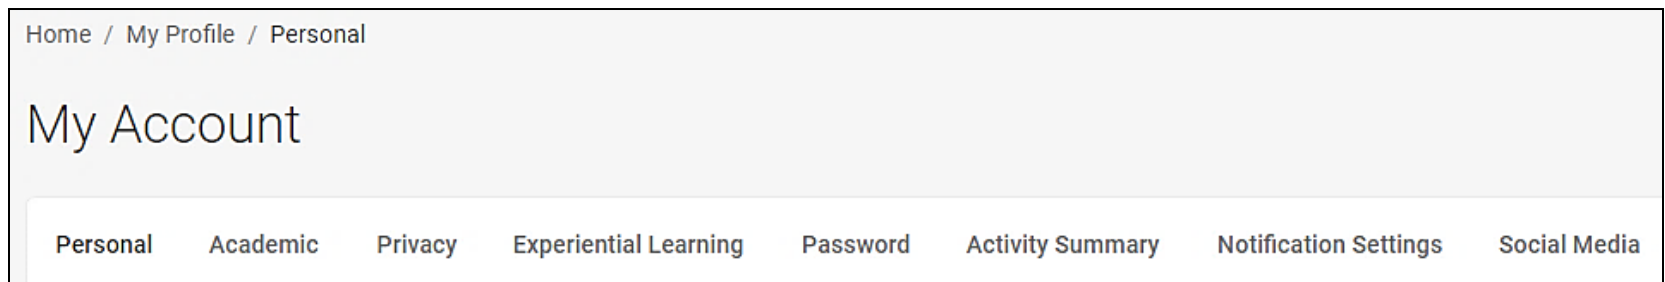 Home / My Profile / Personal
My Account
Personal Academic Privacy Experiential Learning Password Activity Summary Notification Settings Social Media